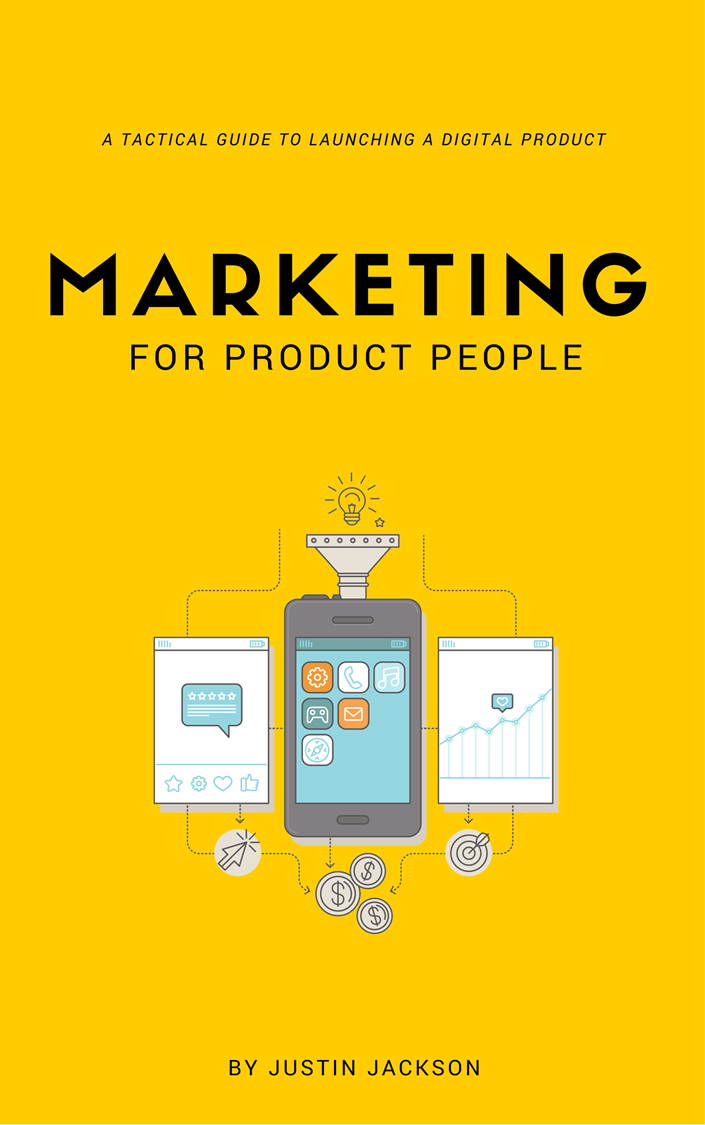 A TACTICAL GUIDE TO LAUNCHING A DIGITAL PRODUCT
MARKETING
FOR PRODUCT PEOPLE
$
$
$
BY JUSTIN JACKSON